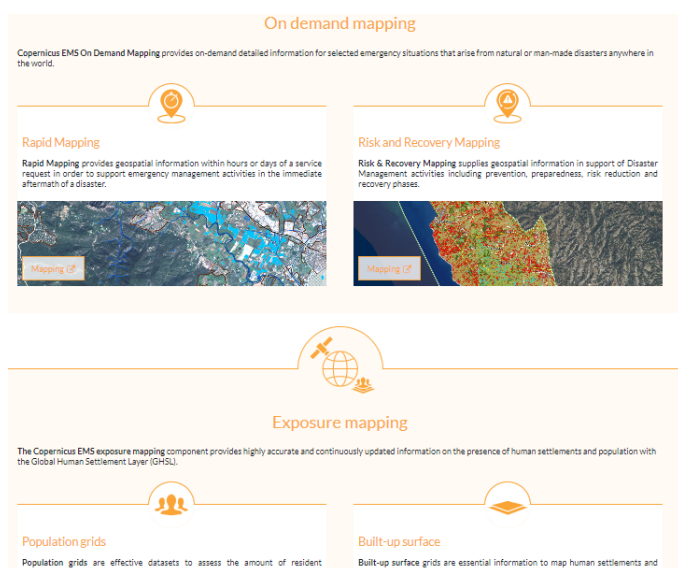 On demand mapping
Copernicus EMS On Demand Mapping provides on-demand detailed information for selected emergency situations that arise from natural or man-made disasters anywhere in
the world.
Rapid Mapping
Rapid Mapping provides geospatial information within hours or days of a service
request in order to support emergency management activities in the immediate
aftermath of a disaster.
Mapping
Risk and Recovery Mapping
Risk & Recovery Mapping supplies geospatial information in support of Disaster
Management activities including prevention, preparedness, risk reduction and
recovery phases.
Mapping
Exposure mapping
The Copernicus EMS exposure mapping component provides highly accurate and continuously updated information on the presence of human settlements and population with
the Global Human Settlement Layer (GHSL).
Population grids
Population grids are effective datasets to assess the amount of resident
Built-up surface
Built-up surface grids are essential information to map human settlements and